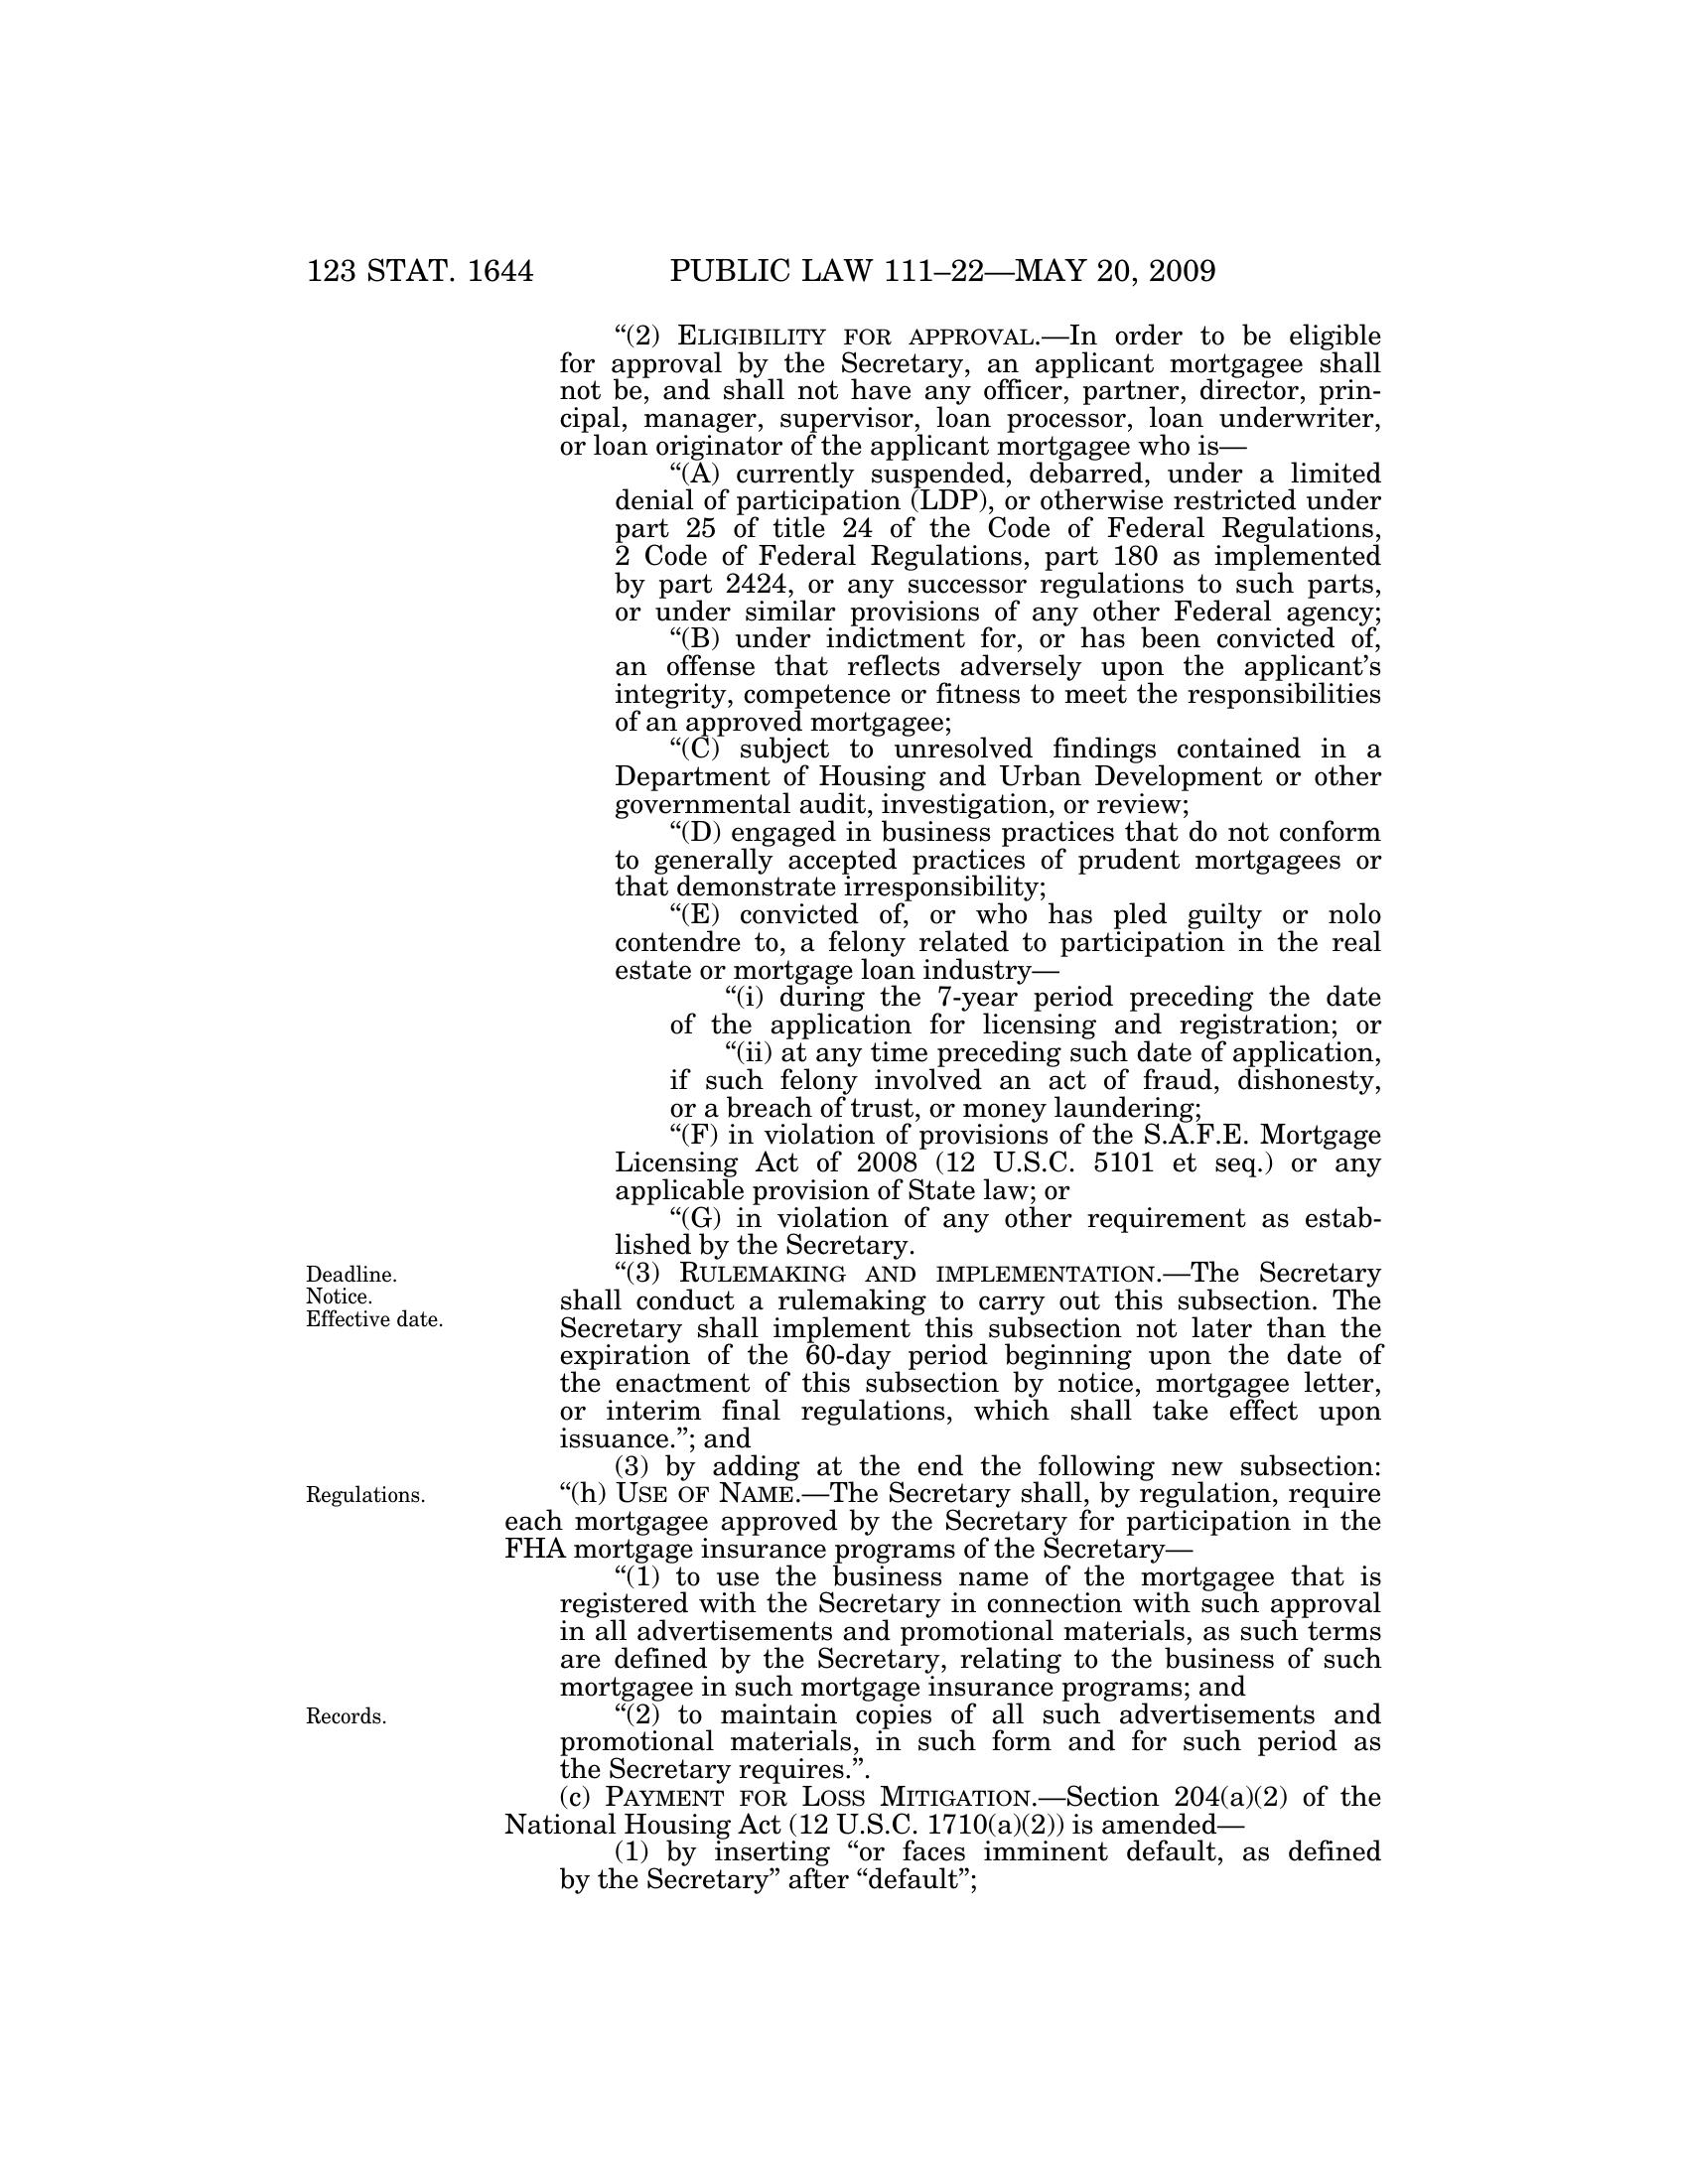 123 STAT. 1644 PUBLIC LAW 111–22—MAY 20, 2009
“(2) ELIGIBILITY FOR APPROVAL.—In order to be eligible
for approval by the Secretary, an applicant mortgagee shall
not be, and shall not have any officer, partner, director, prin-
cipal, manager, supervisor, loan processor, loan underwriter,
or loan originator of the applicant mortgagee who is—
“(A) currently suspended, debarred, under a limited
denial of participation (LDP), or otherwise restricted under
part 25 of title 24 of the Code of Federal Regulations,
2 Code of Federal Regulations, part 180 as implemented
by part 2424, or any successor regulations to such parts,
or under similar provisions of any other Federal agency;
“(B) under indictment for, or has been convicted of,
an offense that reflects adversely upon the applicant’s
integrity, competence or fitness to meet the responsibilities
of an approved mortgagee;
“(C) subject to unresolved findings contained in a
Department of Housing and Urban Development or other
governmental audit, investigation, or review;
“(D) engaged in business practices that do not conform
to generally accepted practices of prudent mortgagees or
that demonstrate irresponsibility;
“(E) convicted of, or who has pled guilty or nolo
contendre to, a felony related to participation in the real
estate or mortgage loan industry—
“(i) during the 7-year period preceding the date
of the application for licensing and registration; or
“(ii) at any time preceding such date of application,
if such felony involved an act of fraud, dishonesty,
or a breach of trust, or money laundering;
“(F) in violation of provisions of the S.A.F.E. Mortgage
Licensing Act of 2008 (12 U.S.C. 5101 et seq.) or any
applicable provision of State law; or
“(G) in violation of any other requirement as estab-
lished by the Secretary.
Deadline.
Notice.
Effective date.
“(3) RULEMAKING AND IMPLEMENTATION.—The Secretary
shall conduct a rulemaking to carry out this subsection. The
Secretary shall implement this subsection not later than the
expiration of the 60-day period beginning upon the date of
the enactment of this subsection by notice, mortgagee letter,
or interim final regulations, which shall take effect upon
issuance.”; and
(3) by adding at the end the following new subsection:
Regulations.
“(h) USE OF NAME.—The Secretary shall, by regulation, require
each mortgagee approved by the Secretary for participation in the
FHA mortgage insurance programs of the Secretary—
“(1) to use the business name of the mortgagee that is
registered with the Secretary in connection with such approval
in all advertisements and promotional materials, as such terms
are defined by the Secretary, relating to the business of such
mortgagee in such mortgage insurance programs; and
Records.
“(2) to maintain copies of all such advertisements and
promotional materials, in such form and for such period as
the Secretary requires.”.
(c) PAYMENT FOR LOSS MITIGATION.—Section 204(a)(2) of the
National Housing Act (12 U.S.C. 1710(a)(2)) is amended—
(1) by inserting “or faces imminent default, as defined
by the Secretary” after “default”;